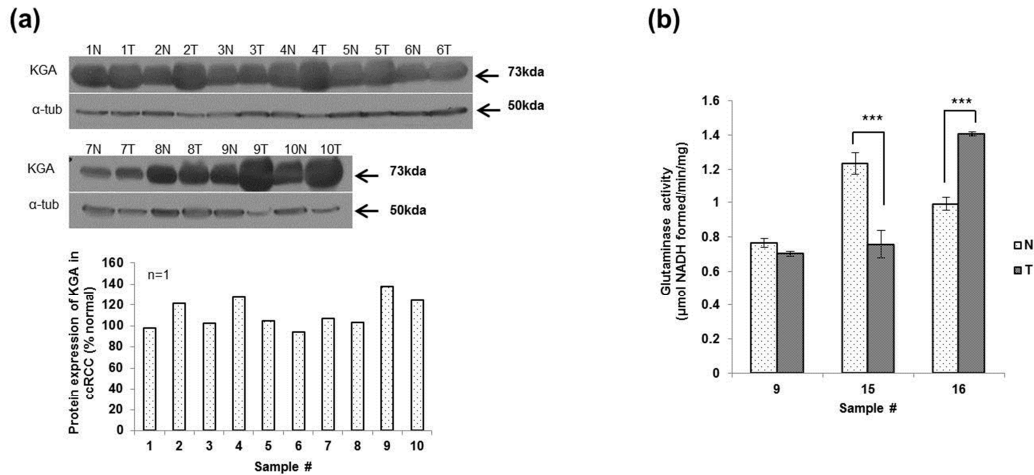 (a)
1N 1T 2N 2T 3N 3T 4N 4T 5N 5T 6N 6T
KGA 73kda
α-tub 50kda
7N 7T 8N 8T 9N 9T 10N 10T
KGA 73kda
α-tub 50kda
Protein expression of KGA in
ccRCC (% normal)
n=1
160
140
120
100
80
60
40
20
0
1 2 3 4 5 6 7 8 9 10
Sample #
(b)
Glutaminase activity
(µmol NADH formed/min/mg)
1.6
1.4
1.2
1
0.8
0.6
0.4
0.2
0
*** ***
N
T
9 15 16
Sample #